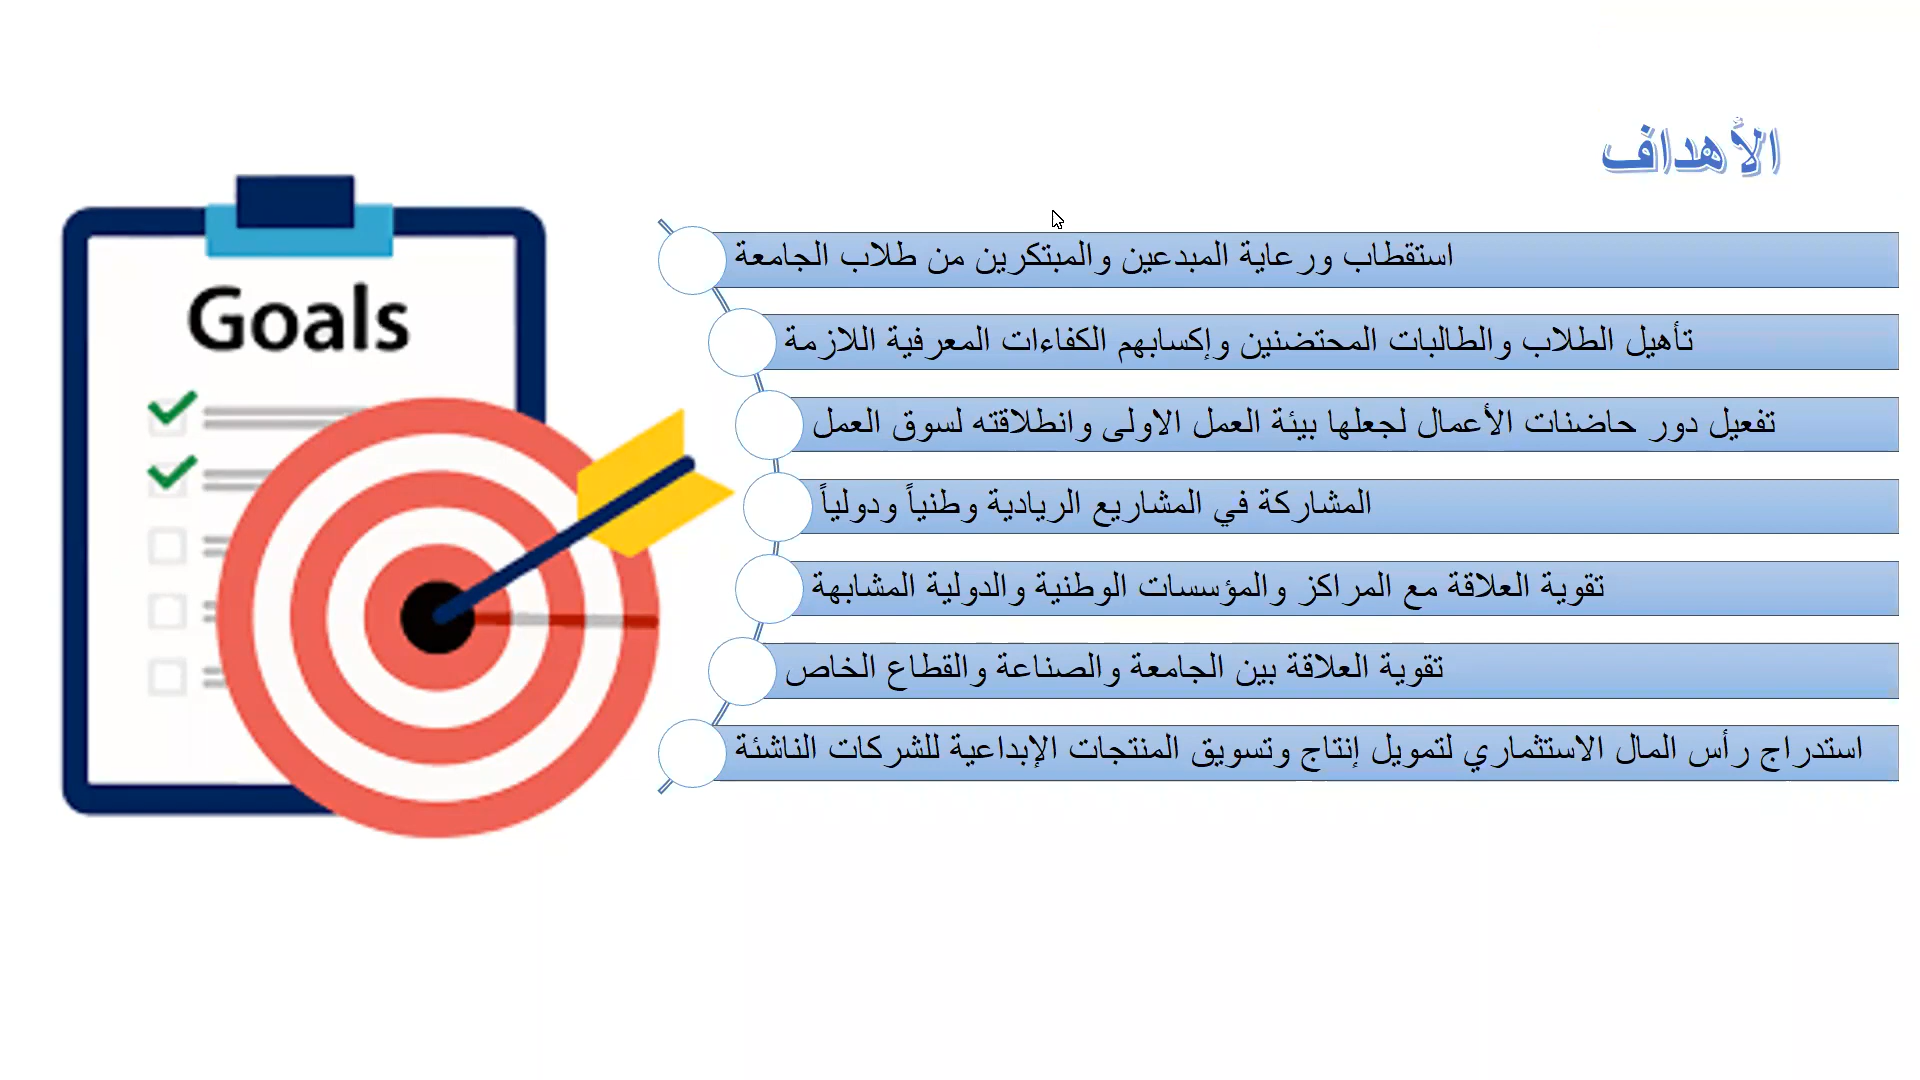 الأهداف
Goals
استقطاب ورعاية المبدعين والمبتكرين من طلاب الجامعة
تأهيل الطلاب والطالبات المحتضنين وإكسابهم الكفاءات المعرفية اللازمة
تفعيل دور حاضنات الأعمال لجعلها بيئة العمل الاولى وانطلاقته لسوق العمل
المشاركة في المشاريع الريادية وطنياً ودولياً
تقوية العلاقة مع المراكز والمؤسسات الوطنية والدولية المشابهة
تقوية العلاقة بين الجامعة والصناعة والقطاع الخاص
استدراج رأس المال الاستثماري لتمويل إنتاج وتسويق المنتجات الإبداعية للشركات الناشئة